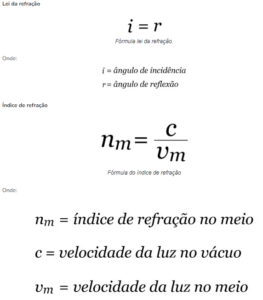 Lei da refração
i = r
Fórmula lei da refração
Onde:
i = ângulo de incidência
r = ângulo de reflexão
Índice de refração
n_m = c / v_m
Fórmula do índice de refração
Onde:
n_m = índice de refração no meio
c = velocidade da luz no vácuo
v_m = velocidade da luz no meio